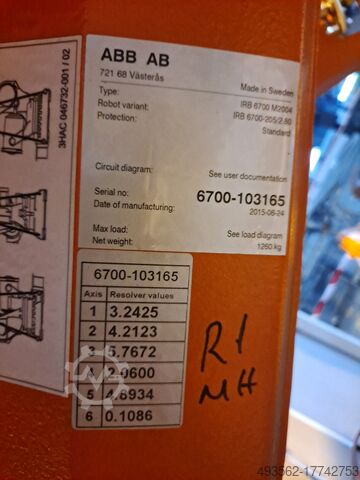 3HAC 046732-001 / 02
ABB AB
721 68 Västerås
Made in Sweden
Type: IRB 6700 M2004
Robot variant: IRB 6700-205/2.80
Protection: Standard
Circuit diagram: See user documentation
Serial no: 6700-103165
Date of manufacturing: 2015-08-24
Max load: See load diagram
Net weight: 1260 kg
6700-103165
Axis Resolver values
1 3.2425
2 4.2123
3 5.7672
4 2.0600
5 4.8934
6 0.1086
R1
MH
493562-17742753